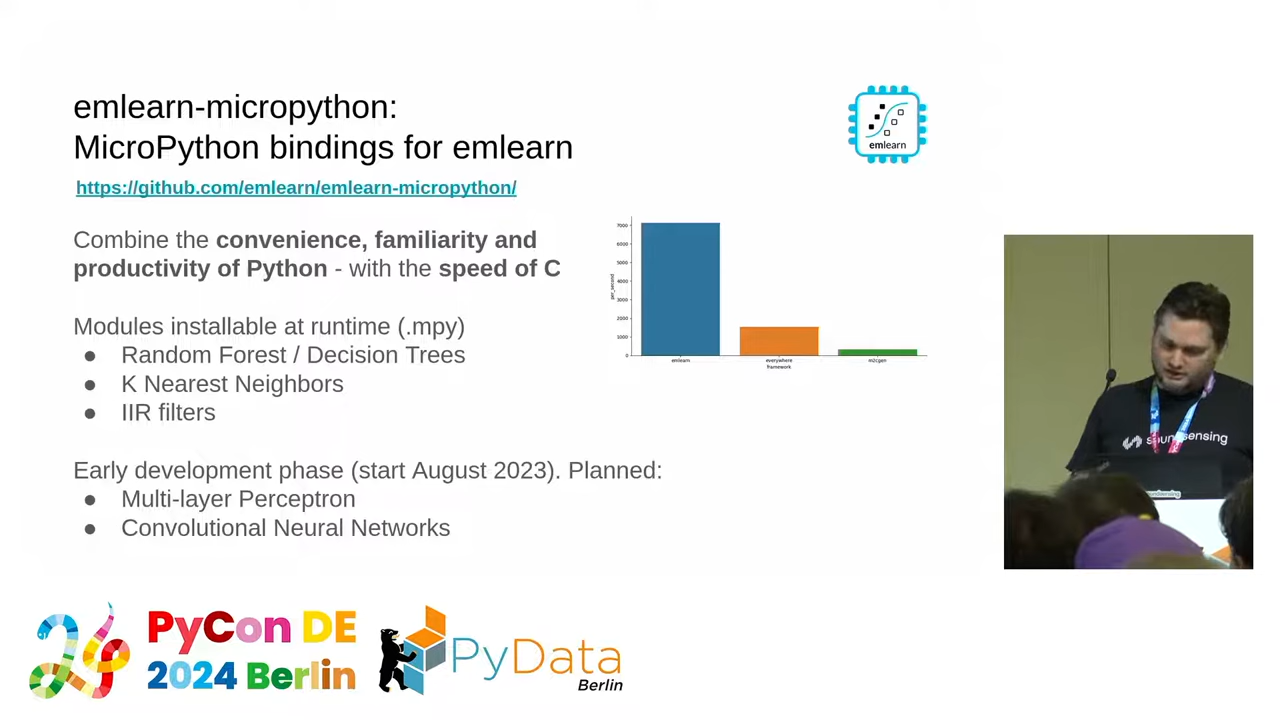 emlearn-micropython:
MicroPython bindings for emlearn
https://github.com/emlearn/emlearn-micropython/
emlearn
Combine the convenience, familiarity and
productivity of Python - with the speed of C
Modules installable at runtime (.mpy)
● Random Forest / Decision Trees
● K Nearest Neighbors
● IIR filters
Early development phase (start August 2023). Planned:
● Multi-layer Perceptron
● Convolutional Neural Networks
per_second
7000
6000
5000
4000
3000
2000
1000
0
emlearn everywhere m2cgen
framework
soundsensing
PyCon DE
2024 Berlin
PyData
Berlin